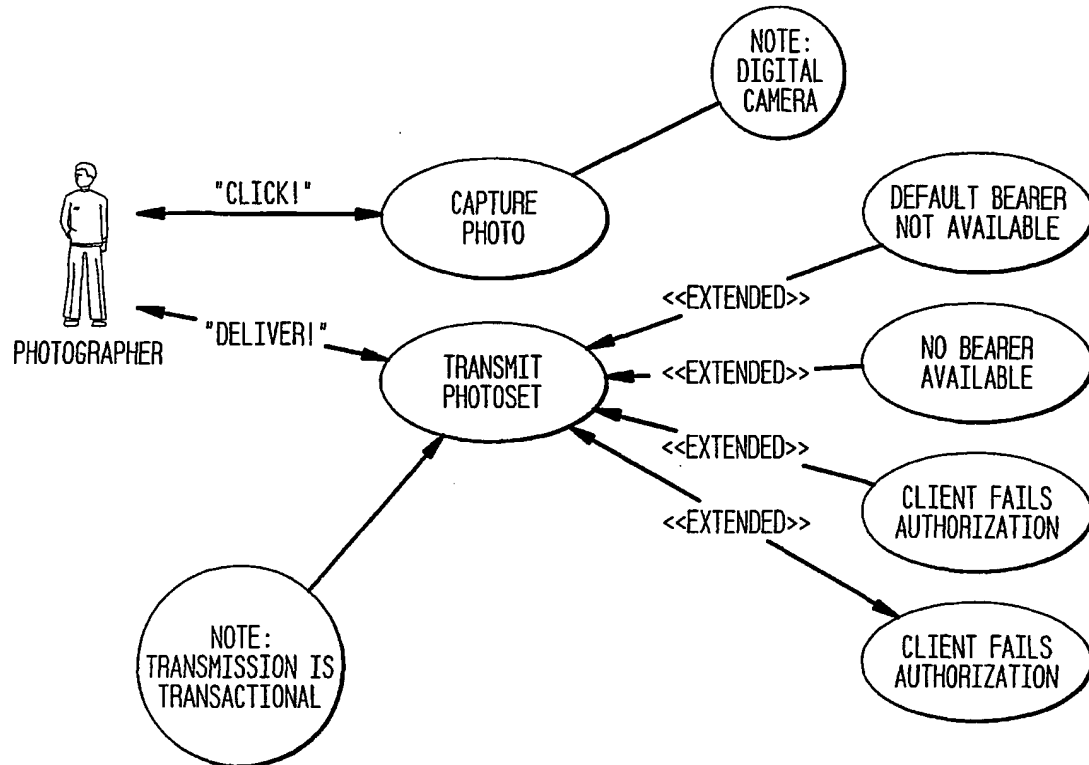 NOTE:
DIGITAL
CAMERA
"CLICK!"
CAPTURE
PHOTO
DEFAULT BEARER
NOT AVAILABLE
<<EXTENDED>>
PHOTOGRAPHER
"DELIVER!"
TRANSMIT
PHOTOSET
<<EXTENDED>>
NO BEARER
AVAILABLE
<<EXTENDED>>
CLIENT FAILS
AUTHORIZATION
<<EXTENDED>>
CLIENT FAILS
AUTHORIZATION
NOTE:
TRANSMISSION IS
TRANSACTIONAL